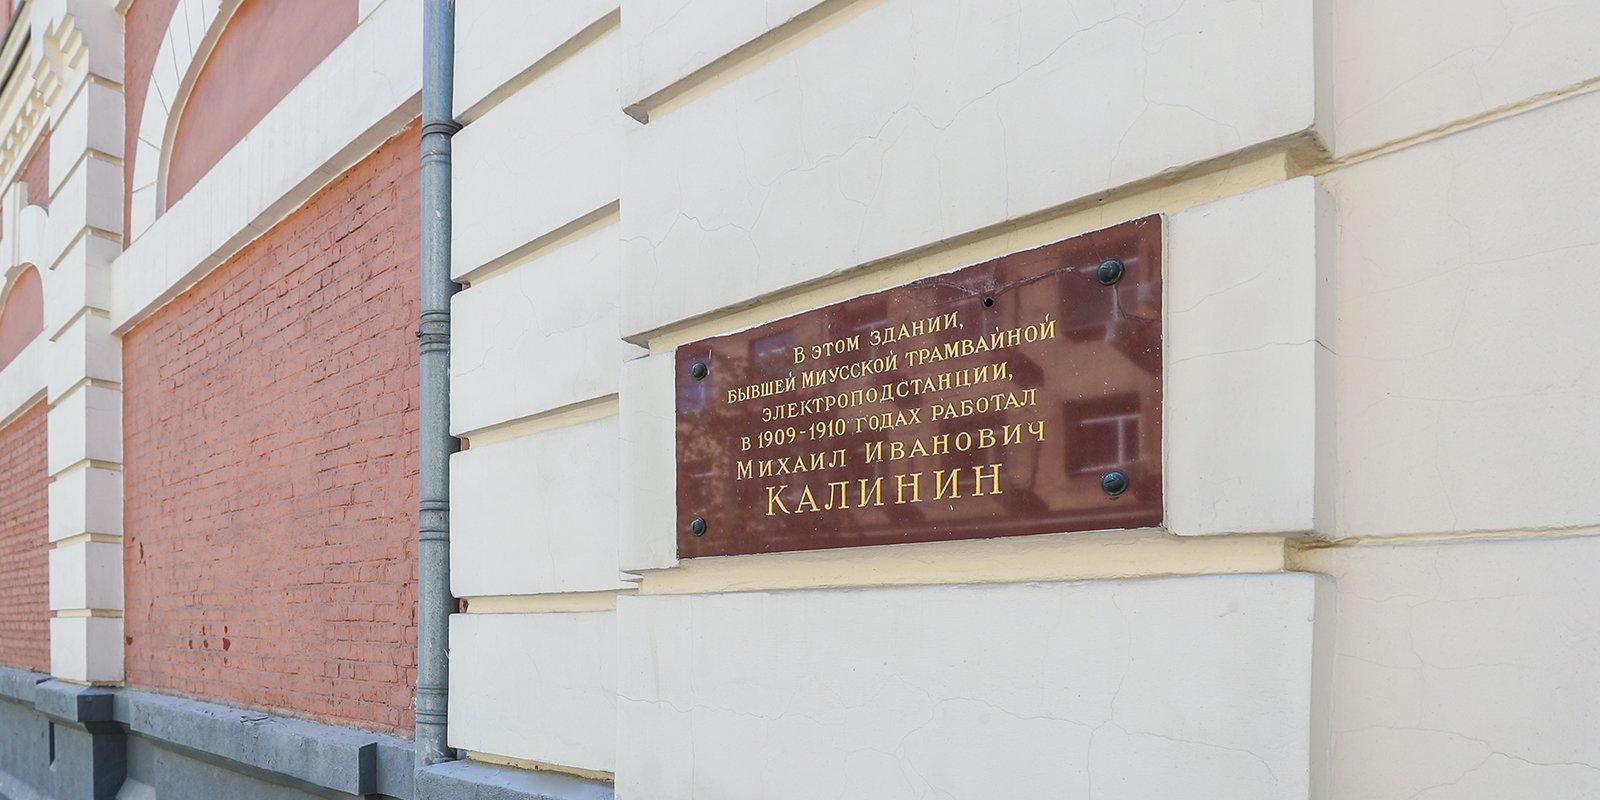 В ЭТОМ ЗДАНИИ,
БЫВШЕЙ МИУССКОЙ ТРАМВАЙНОЙ
ЭЛЕКТРОПОДСТАНЦИИ,
В 1909-1910 ГОДАХ РАБОТАЛ
МИХАИЛ ИВАНОВИЧ
КАЛИНИН